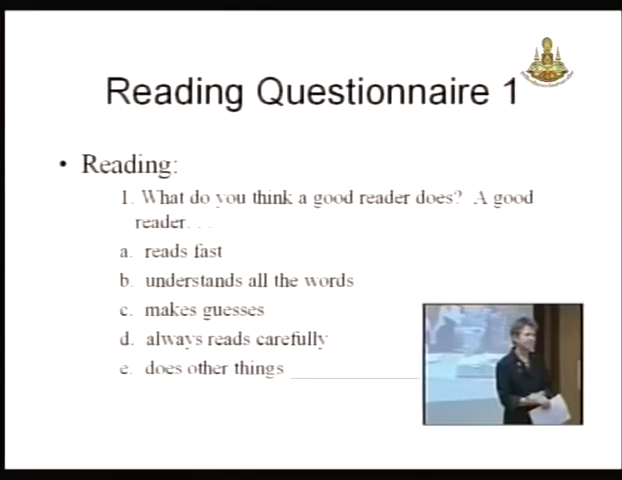 Reading Questionnaire 1
• Reading:
1. What do you think a good reader does? A good
reader. . .
a. reads fast
b. understands all the words
c. makes guesses
d. always reads carefully
e. does other things ____________